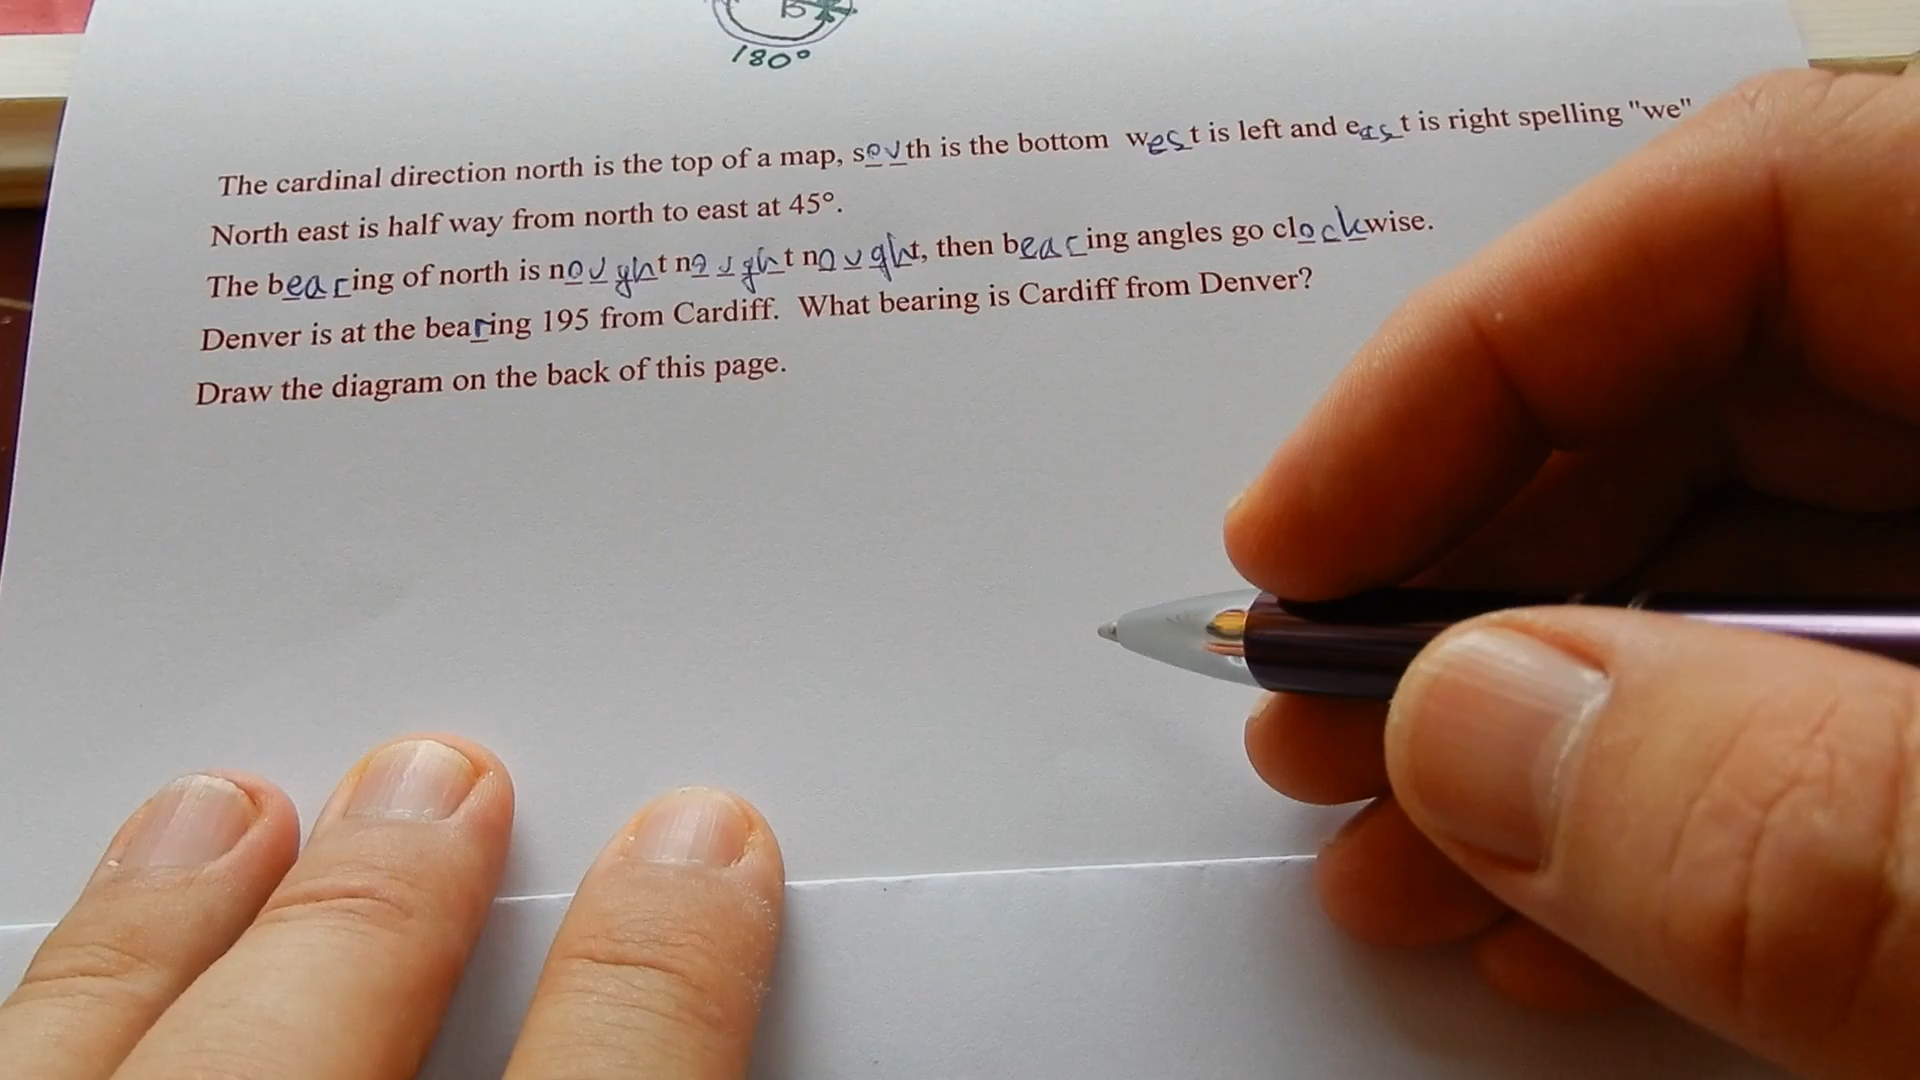 B
180°
The cardinal direction north is the top of a map, south is the bottom west is left and east is right spelling "we"
North east is half way from north to east at 45°.
The bearing of north is nought nought nought, then bearing angles go clockwise.
Denver is at the bearing 195 from Cardiff. What bearing is Cardiff from Denver?
Draw the diagram on the back of this page.